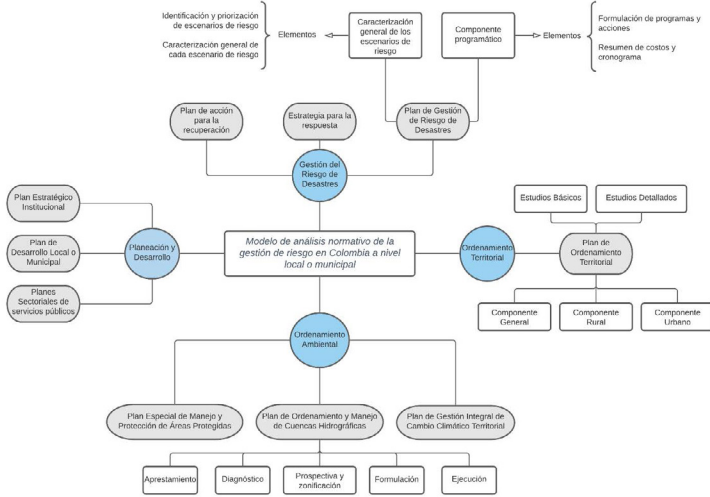 Identificación y priorización
de escenarios de riesgo
Caracterización general de
cada escenario de riesgo
Elementos
Caracterización
general de los
escenarios de
riesgo
Componente
programático
Elementos
Formulación de programas y
acciones
Resumen de costos y
cronograma
Plan de acción
para la
recuperación
Estrategia para la
respuesta
Plan de Gestión
de Riesgo de
Desastres
Gestión del
Riesgo de
Desastres
Plan Estratégico
Institucional
Plan de
Desarrollo Local o
Municipal
Planes
Sectoriales de
servicios públicos
Planeación y
Desarrollo
Modelo de análisis normativo de la
gestión de riesgo en Colombia a nivel
local o municipal
Ordenamiento
Territorial
Estudios Básicos
Estudios Detallados
Plan de
Ordenamiento
Territorial
Componente
General
Componente
Rural
Componente
Urbano
Ordenamiento
Ambiental
Plan Especial de Manejo y
Protección de Áreas Protegidas
Plan de Ordenamiento y Manejo
de Cuencas Hidrográficas
Plan de Gestión Integral de
Cambio Climático Territorial
Aprestamiento
Diagnóstico
Prospectiva y
zonificación
Formulación
Ejecución